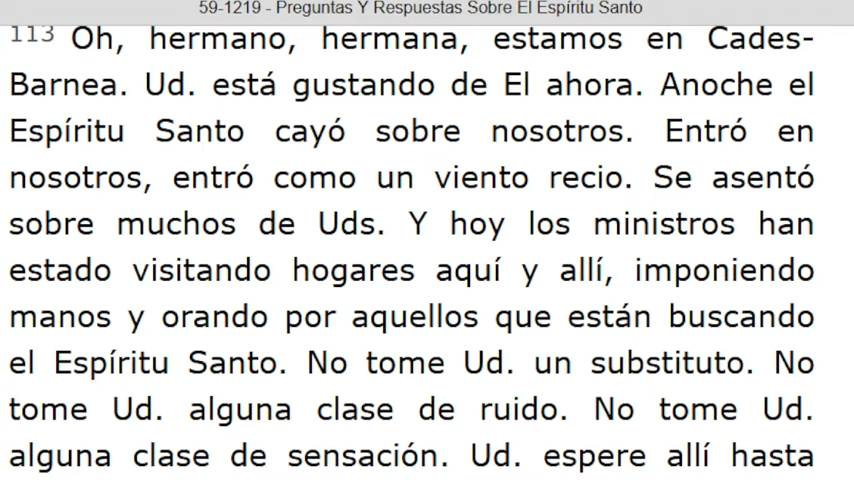 59-1219 - Preguntas Y Respuestas Sobre El Espíritu Santo
113 Oh, hermano, hermana, estamos en Cades-
Barnea. Ud. está gustando de El ahora. Anoche el
Espíritu Santo cayó sobre nosotros. Entró en
nosotros, entró como un viento recio. Se asentó
sobre muchos de Uds. Y hoy los ministros han
estado visitando hogares aquí y allí, imponiendo
manos y orando por aquellos que están buscando
el Espíritu Santo. No tome Ud. un substituto. No
tome Ud. alguna clase de ruido. No tome Ud.
alguna clase de sensación. Ud. espere allí hasta